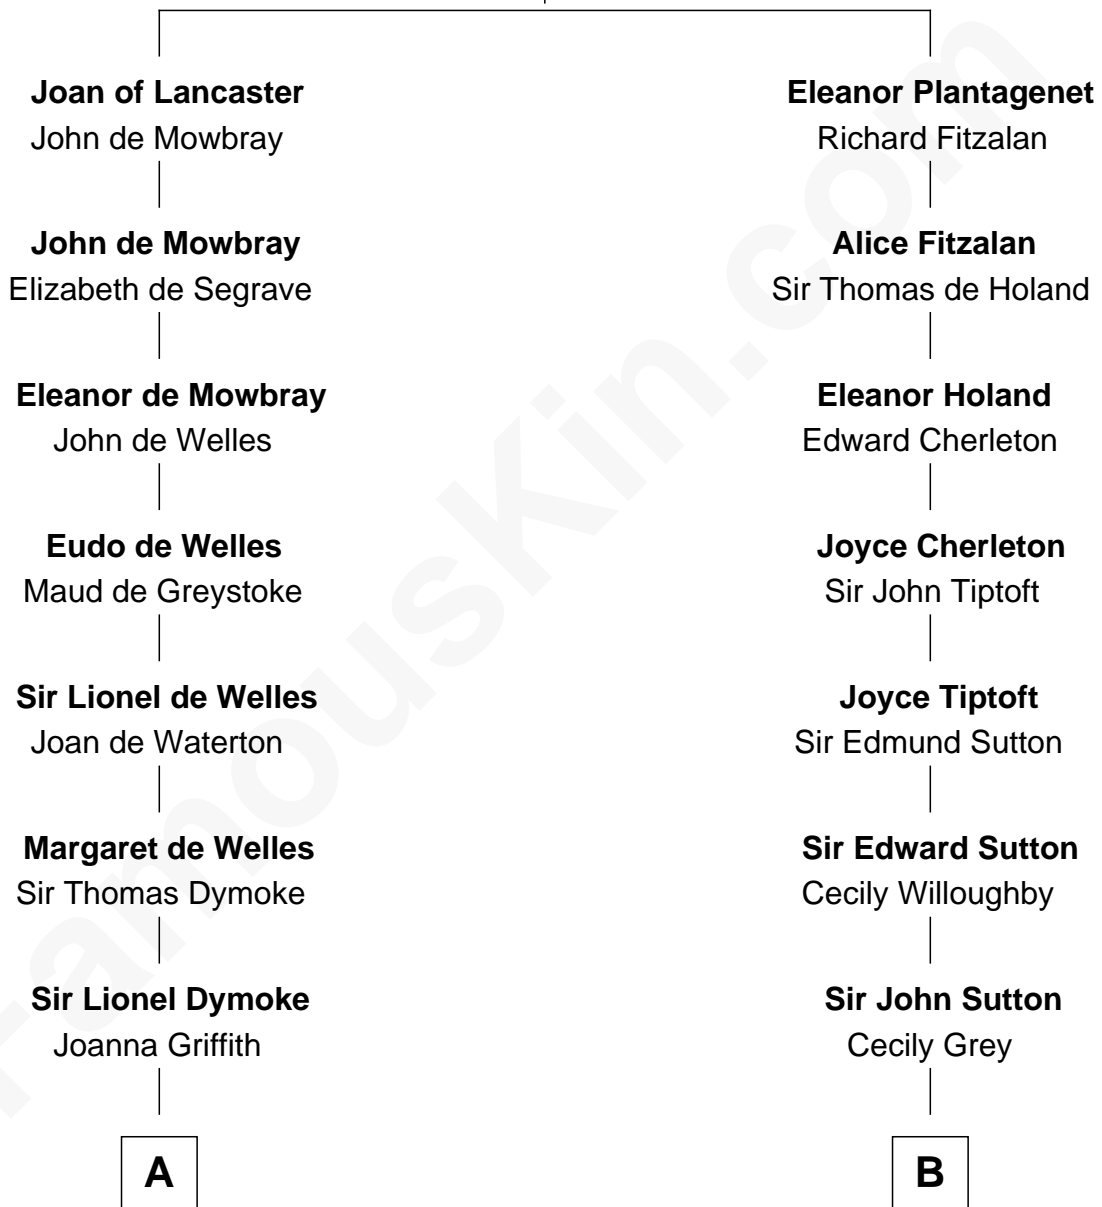 Joan of Lancaster
John de Mowbray
John de Mowbray
Elizabeth de Segrave
Eleanor de Mowbray
John de Welles
Eudo de Welles
Maud de Greystoke
Sir Lionel de Welles
Joan de Waterton
Margaret de Welles
Sir Thomas Dymoke
Sir Lionel Dymoke
Joanna Griffith
A
Eleanor Plantagenet
Richard Fitzalan
Alice Fitzalan
Sir Thomas de Holand
Eleanor Holand
Edward Cherleton
Joyce Cherleton
Sir John Tiptoft
Joyce Tiptoft
Sir Edmund Sutton
Sir Edward Sutton
Cecily Willoughby
Sir John Sutton
Cecily Grey
B
FamousKin.com